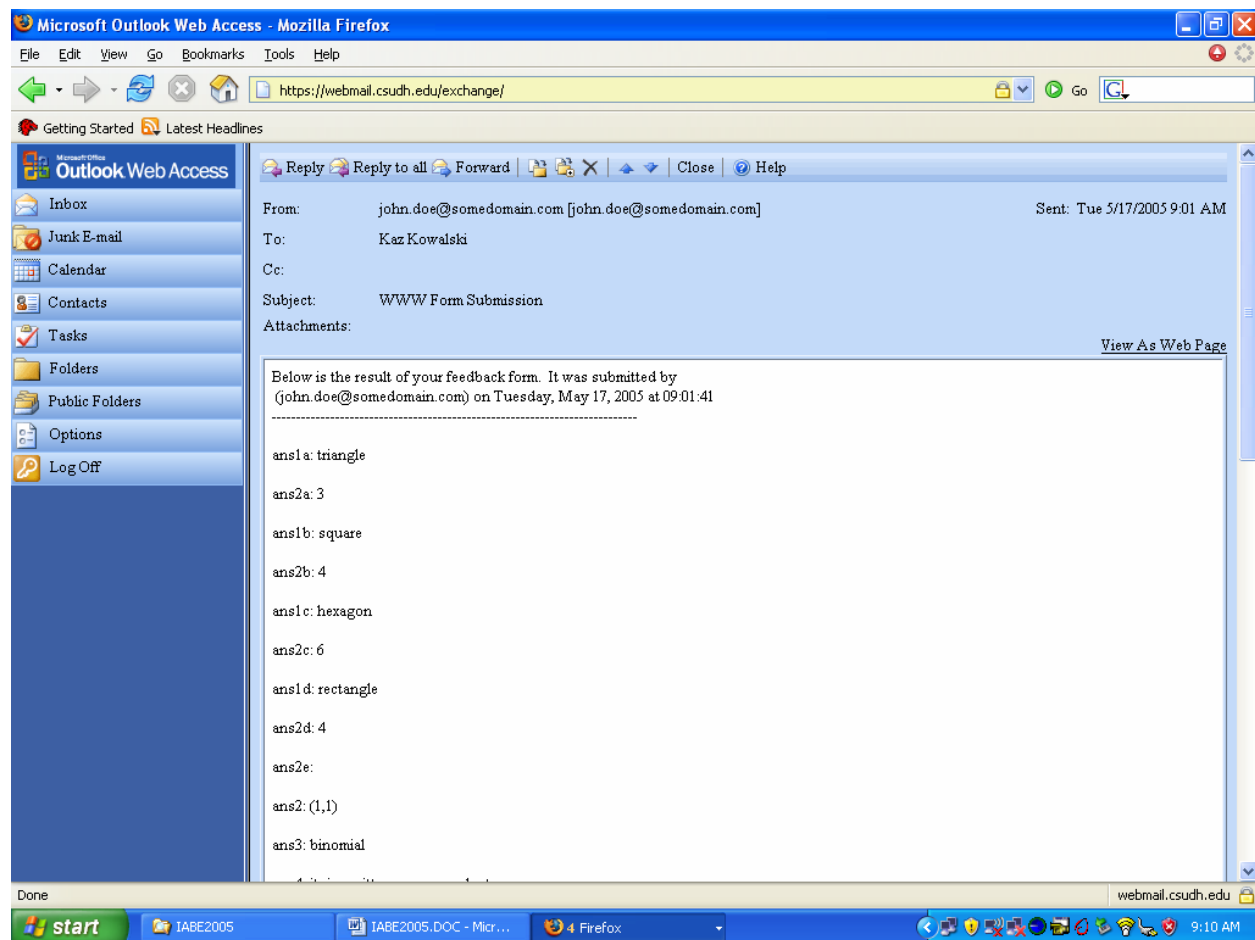 Microsoft Outlook Web Access - Mozilla Firefox
File Edit View Go Bookmarks Tools Help
https://webmail.csudh.edu/exchange/ Go G
Getting Started Latest Headlines
Microsoft Office
Outlook Web Access
Inbox
Junk E-mail
Calendar
Contacts
Tasks
Folders
Public Folders
Options
Log Off
Reply Reply to all Forward Close Help
From: john.doe@somedomain.com [john.doe@somedomain.com] Sent: Tue 5/17/2005 9:01 AM
To: Kaz Kowalski
Cc:
Subject: WWW Form Submission
Attachments:
View As Web Page
Below is the result of your feedback form. It was submitted by
(john.doe@somedomain.com) on Tuesday, May 17, 2005 at 09:01:41
---------------------------------------------------------------------------
ans1a: triangle
ans2a: 3
ans1b: square
ans2b: 4
ans1c: hexagon
ans2c: 6
ans1d: rectangle
ans2d: 4
ans2e:
ans2: (1,1)
ans3: binomial
Done webmail.csudh.edu
start IABE2005 IABE2005.DOC - Micr... 4 Firefox 9:10 AM